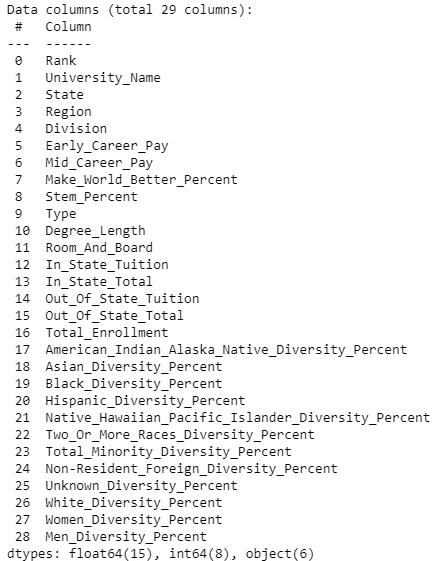 Data columns (total 29 columns):
 #   Column
---  ------
 0   Rank
 1   University_Name
 2   State
 3   Region
 4   Division
 5   Early_Career_Pay
 6   Mid_Career_Pay
 7   Make_World_Better_Percent
 8   Stem_Percent
 9   Type
 10  Degree_Length
 11  Room_And_Board
 12  In_State_Tuition
 13  In_State_Total
 14  Out_Of_State_Tuition
 15  Out_Of_State_Total
 16  Total_Enrollment
 17  American_Indian_Alaska_Native_Diversity_Percent
 18  Asian_Diversity_Percent
 19  Black_Diversity_Percent
 20  Hispanic_Diversity_Percent
 21  Native_Hawaiian_Pacific_Islander_Diversity_Percent
 22  Two_Or_More_Races_Diversity_Percent
 23  Total_Minority_Diversity_Percent
 24  Non-Resident_Foreign_Diversity_Percent
 25  Unknown_Diversity_Percent
 26  White_Diversity_Percent
 27  Women_Diversity_Percent
 28  Men_Diversity_Percent
dtypes: float64(15), int64(8), object(6)